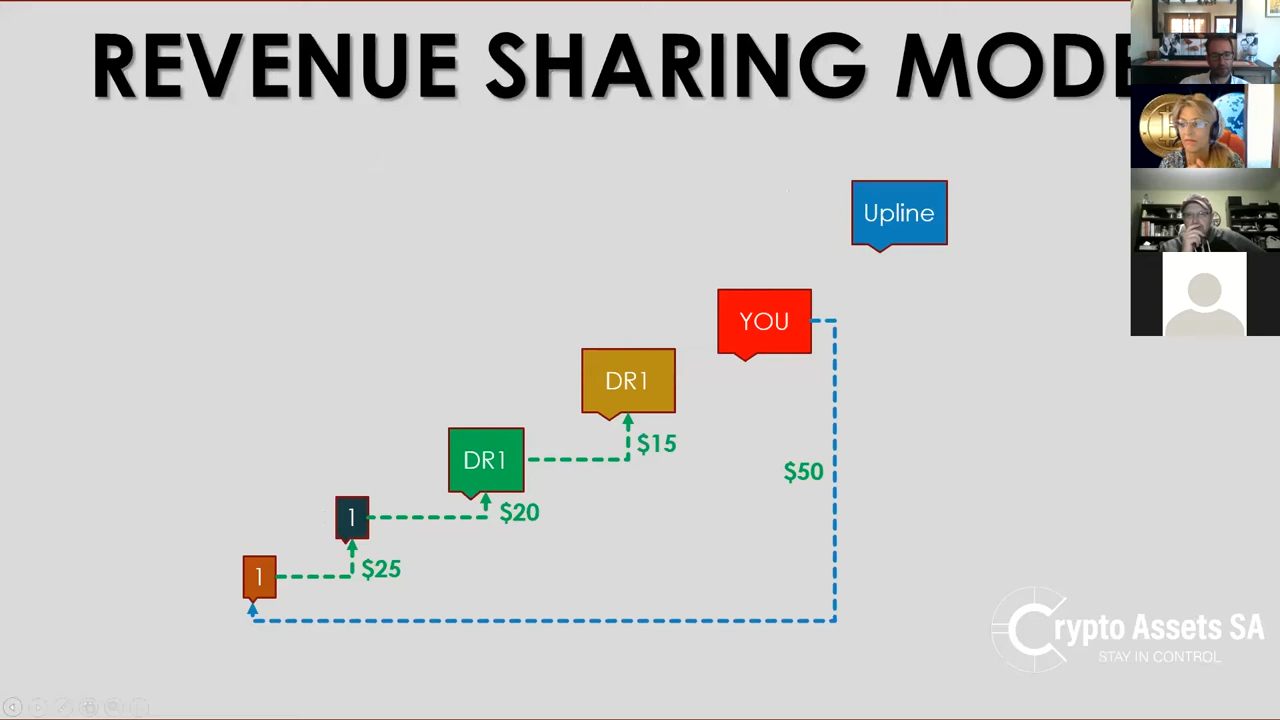 REVENUE SHARING MODE
Upline
YOU
DR1
$15
DR1
$50
1
$20
1
$25
Crypto Assets SA
STAY IN CONTROL